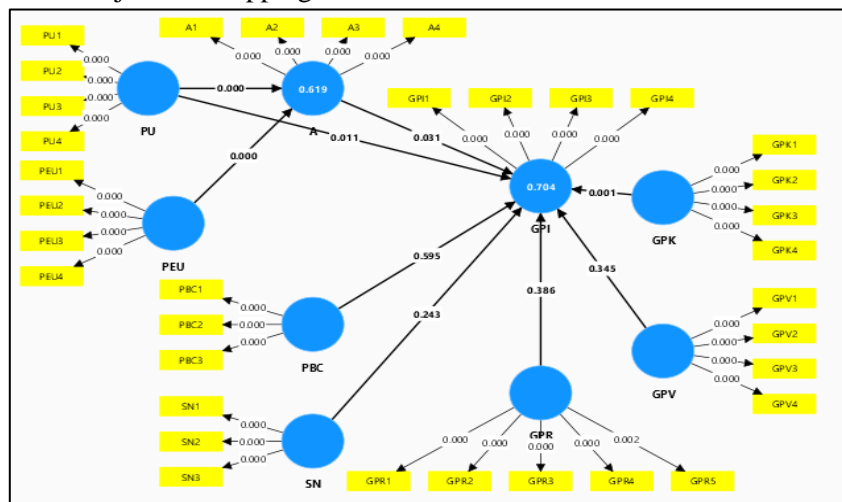 A1
A2
A3
A4
0.000
0.000
0.000
0.000
PU1
PU2
PU3
PU4
0.000
0.000
0.000
0.000
PU
0.000
0.619
A
0.011
0.031
0.000
GPI1
GPI2
GPI3
GPI4
0.000
0.000
0.000
0.000
0.704
GPI
PEU1
PEU2
PEU3
PEU4
0.000
0.000
0.000
0.000
PEU
0.001
GPK
GPK1
GPK2
GPK3
GPK4
0.000
0.000
0.000
0.000
PBC1
PBC2
PBC3
0.000
0.000
0.000
PBC
0.595
0.243
0.386
0.345
GPV
GPV1
GPV2
GPV3
GPV4
0.000
0.000
0.000
0.000
SN1
SN2
SN3
0.000
0.000
0.000
SN
GPR
0.000
0.000
0.000
0.000
0.002
GPR1
GPR2
GPR3
GPR4
GPR5